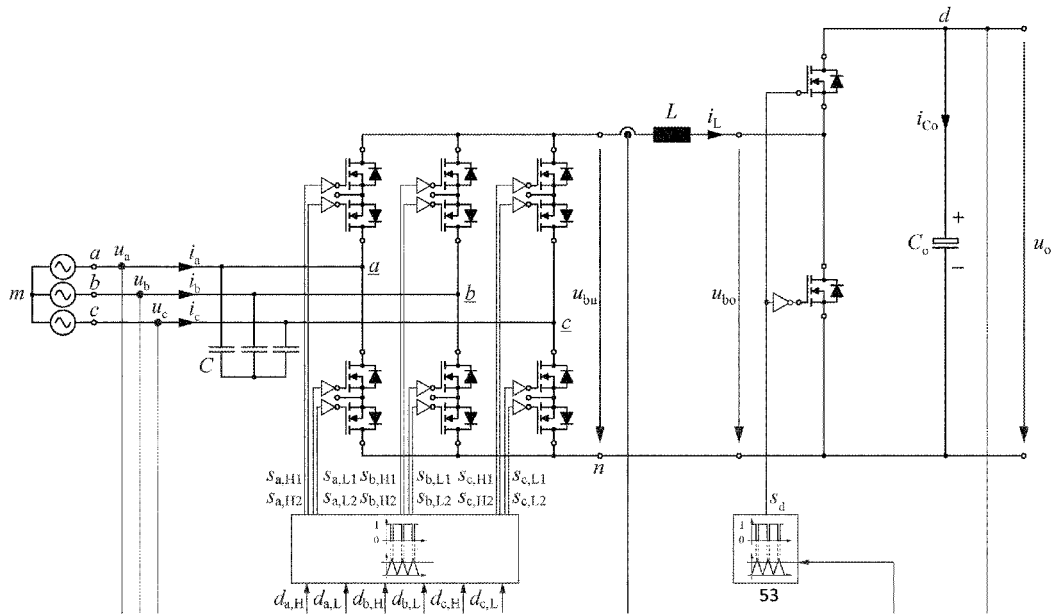 d
L
i_L
i_Co
+
C_o
−
u_o
a u_a i_a a
m b u_b i_b b
c u_c i_c c
C
u_bu
u_bo
n
s_a,H1 s_a,L1 s_b,H1 s_b,L1 s_c,H1 s_c,L1
s_a,H2 s_a,L2 s_b,H2 s_b,L2 s_c,H2 s_c,L2
s_d
1
0
1
0
53
d_a,H d_a,L d_b,H d_b,L d_c,H d_c,L